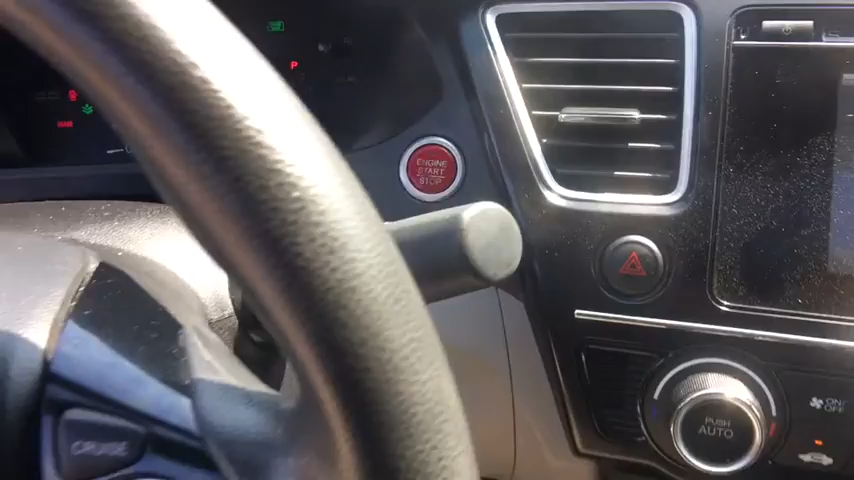 P
ENGINE
START
STOP
PUSH
AUTO
ON/
OFF
CRUISE